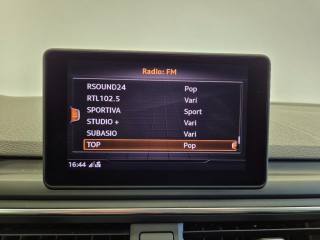 Radio: FM
RSOUND24 Pop
RTL102.5 Vari
SPORTIVA Sport
STUDIO + Vari
SUBASIO Vari
TOP Pop
16:44